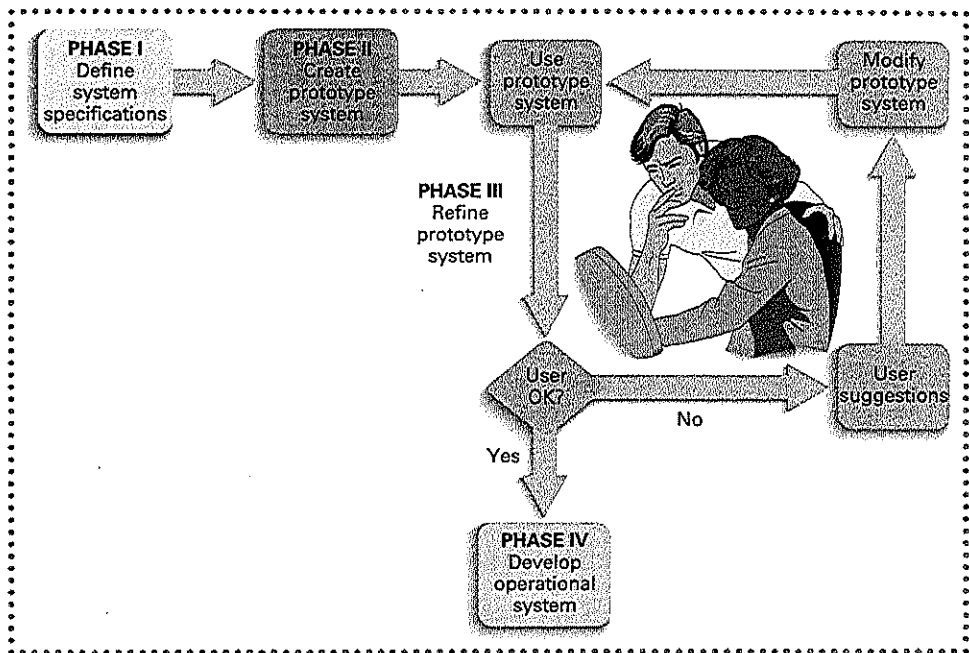 PHASE I
Define
system
specifications
PHASE II
Create
prototype
system
Use
prototype
system
Modify
prototype
system
PHASE III
Refine
prototype
system
User
OK?
No
User
suggestions
Yes
PHASE IV
Develop
operational
system